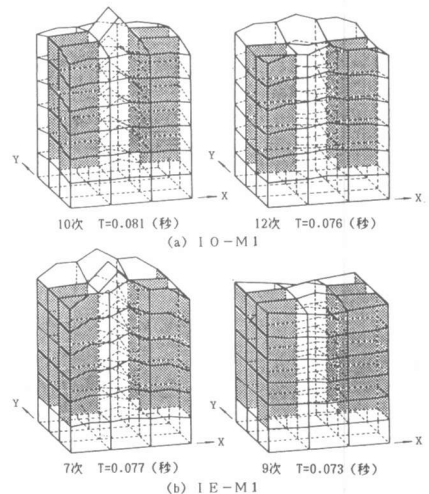 Y
X
Y
X
10次 T=0.081 (秒)
12次 T=0.076 (秒)
(a) IO-M1
Y
X
Y
X
7次 T=0.077 (秒)
9次 T=0.073 (秒)
(b) IE-M1